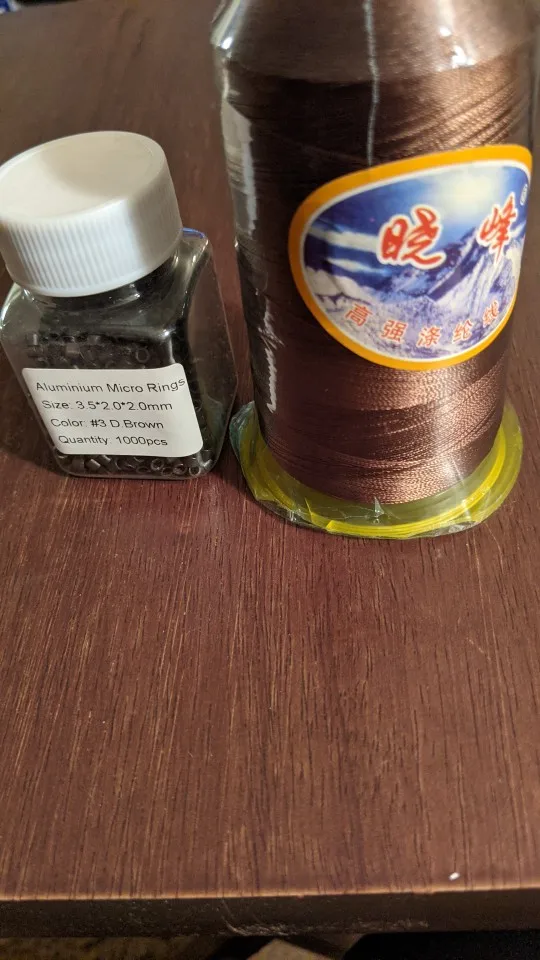 Aluminium Micro Rings
Size: 3.5*2.0*2.0mm
Color: #3 D.Brown
Quantity: 1000pcs
晓峰®
高强涤纶线